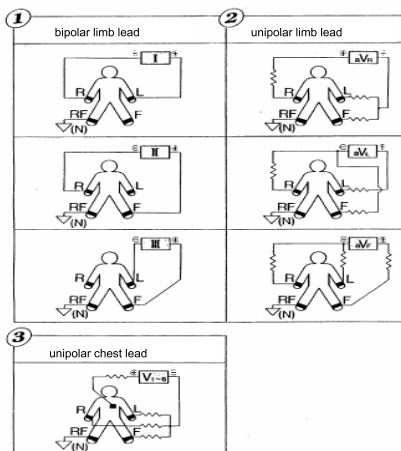 1
bipolar limb lead
⊖ I ⊕
R L
RF F
(N)
⊖ II ⊕
R L
RF F
(N)
⊖ III ⊕
R L
RF F
(N)
2
unipolar limb lead
⊕ aVR ⊖
R L
RF F
(N)
⊖ aVL
R L
RF F
(N)
⊖ aVF ⊕
R L
RF F
(N)
3
unipolar chest lead
⊕ V1~6 ⊖
R L
RF F
(N)